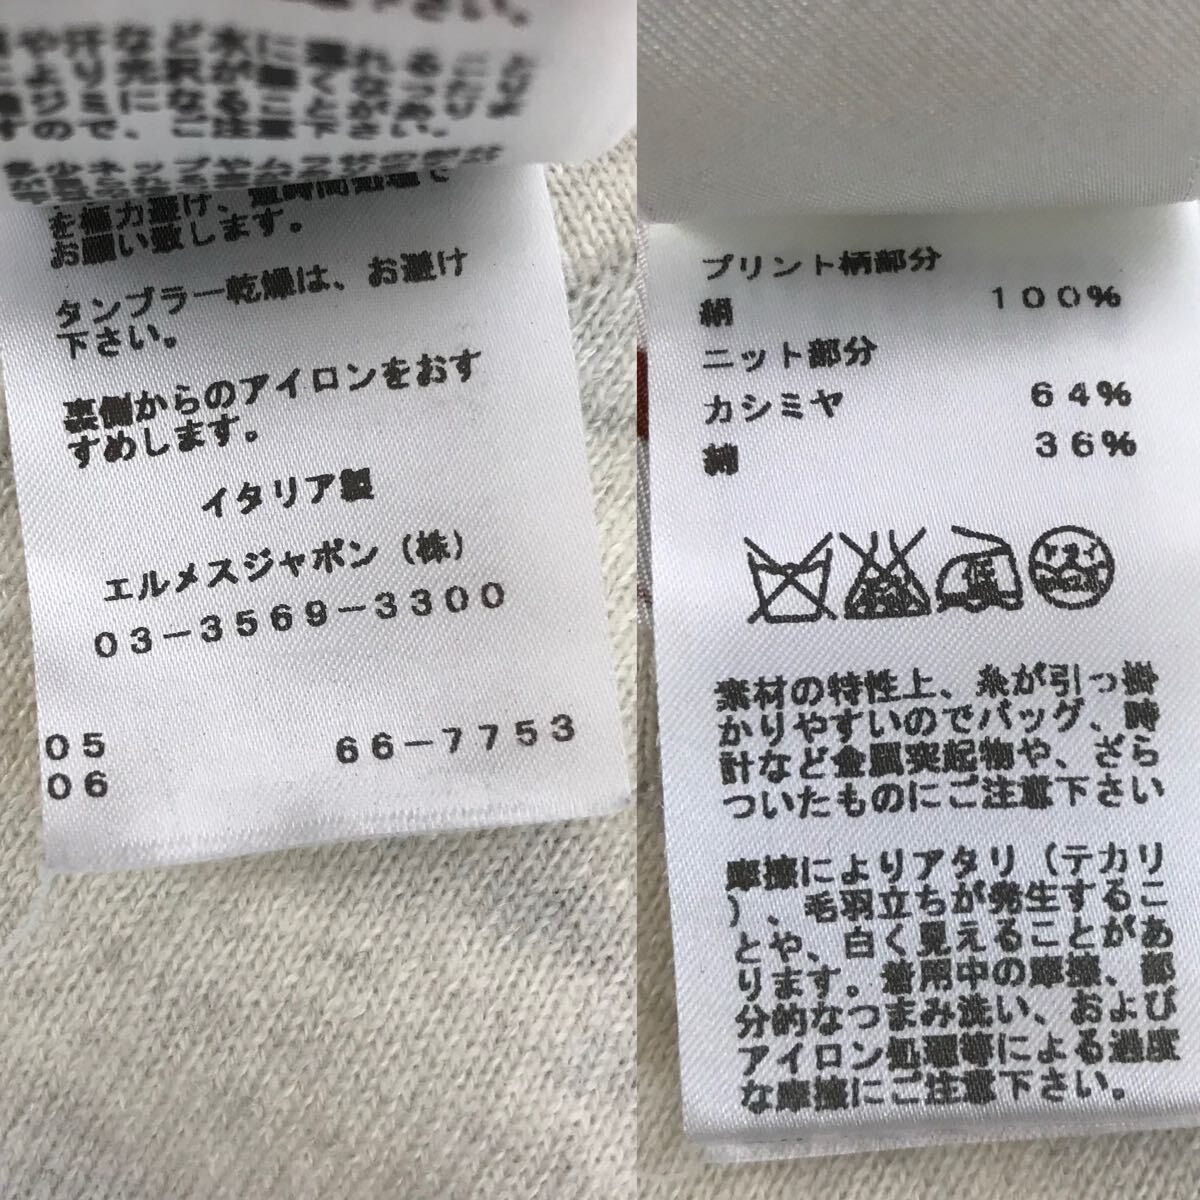 下さい。
を極力避け、短時間処理で
お願い致します。
タンブラー乾燥は、お避け
下さい。
裏側からのアイロンをおす
すめします。
イタリア製
エルメスジャポン(株)
03-3569-3300
05
66-7753
06
プリント柄部分
絹 100%
ニット部分
カシミヤ 64%
綿 36%
素材の特性上、糸が引っ掛
かりやすいのでバッグ、時
計など金属突起物や、ざら
ついたものにご注意下さい
摩擦によりアタリ(テカリ
)、毛羽立ちが発生するこ
とや、白く見えることがあ
ります。着用中の摩擦、部
分的なつまみ洗い、および
アイロン処理等による過度
な摩擦にご注意下さい。